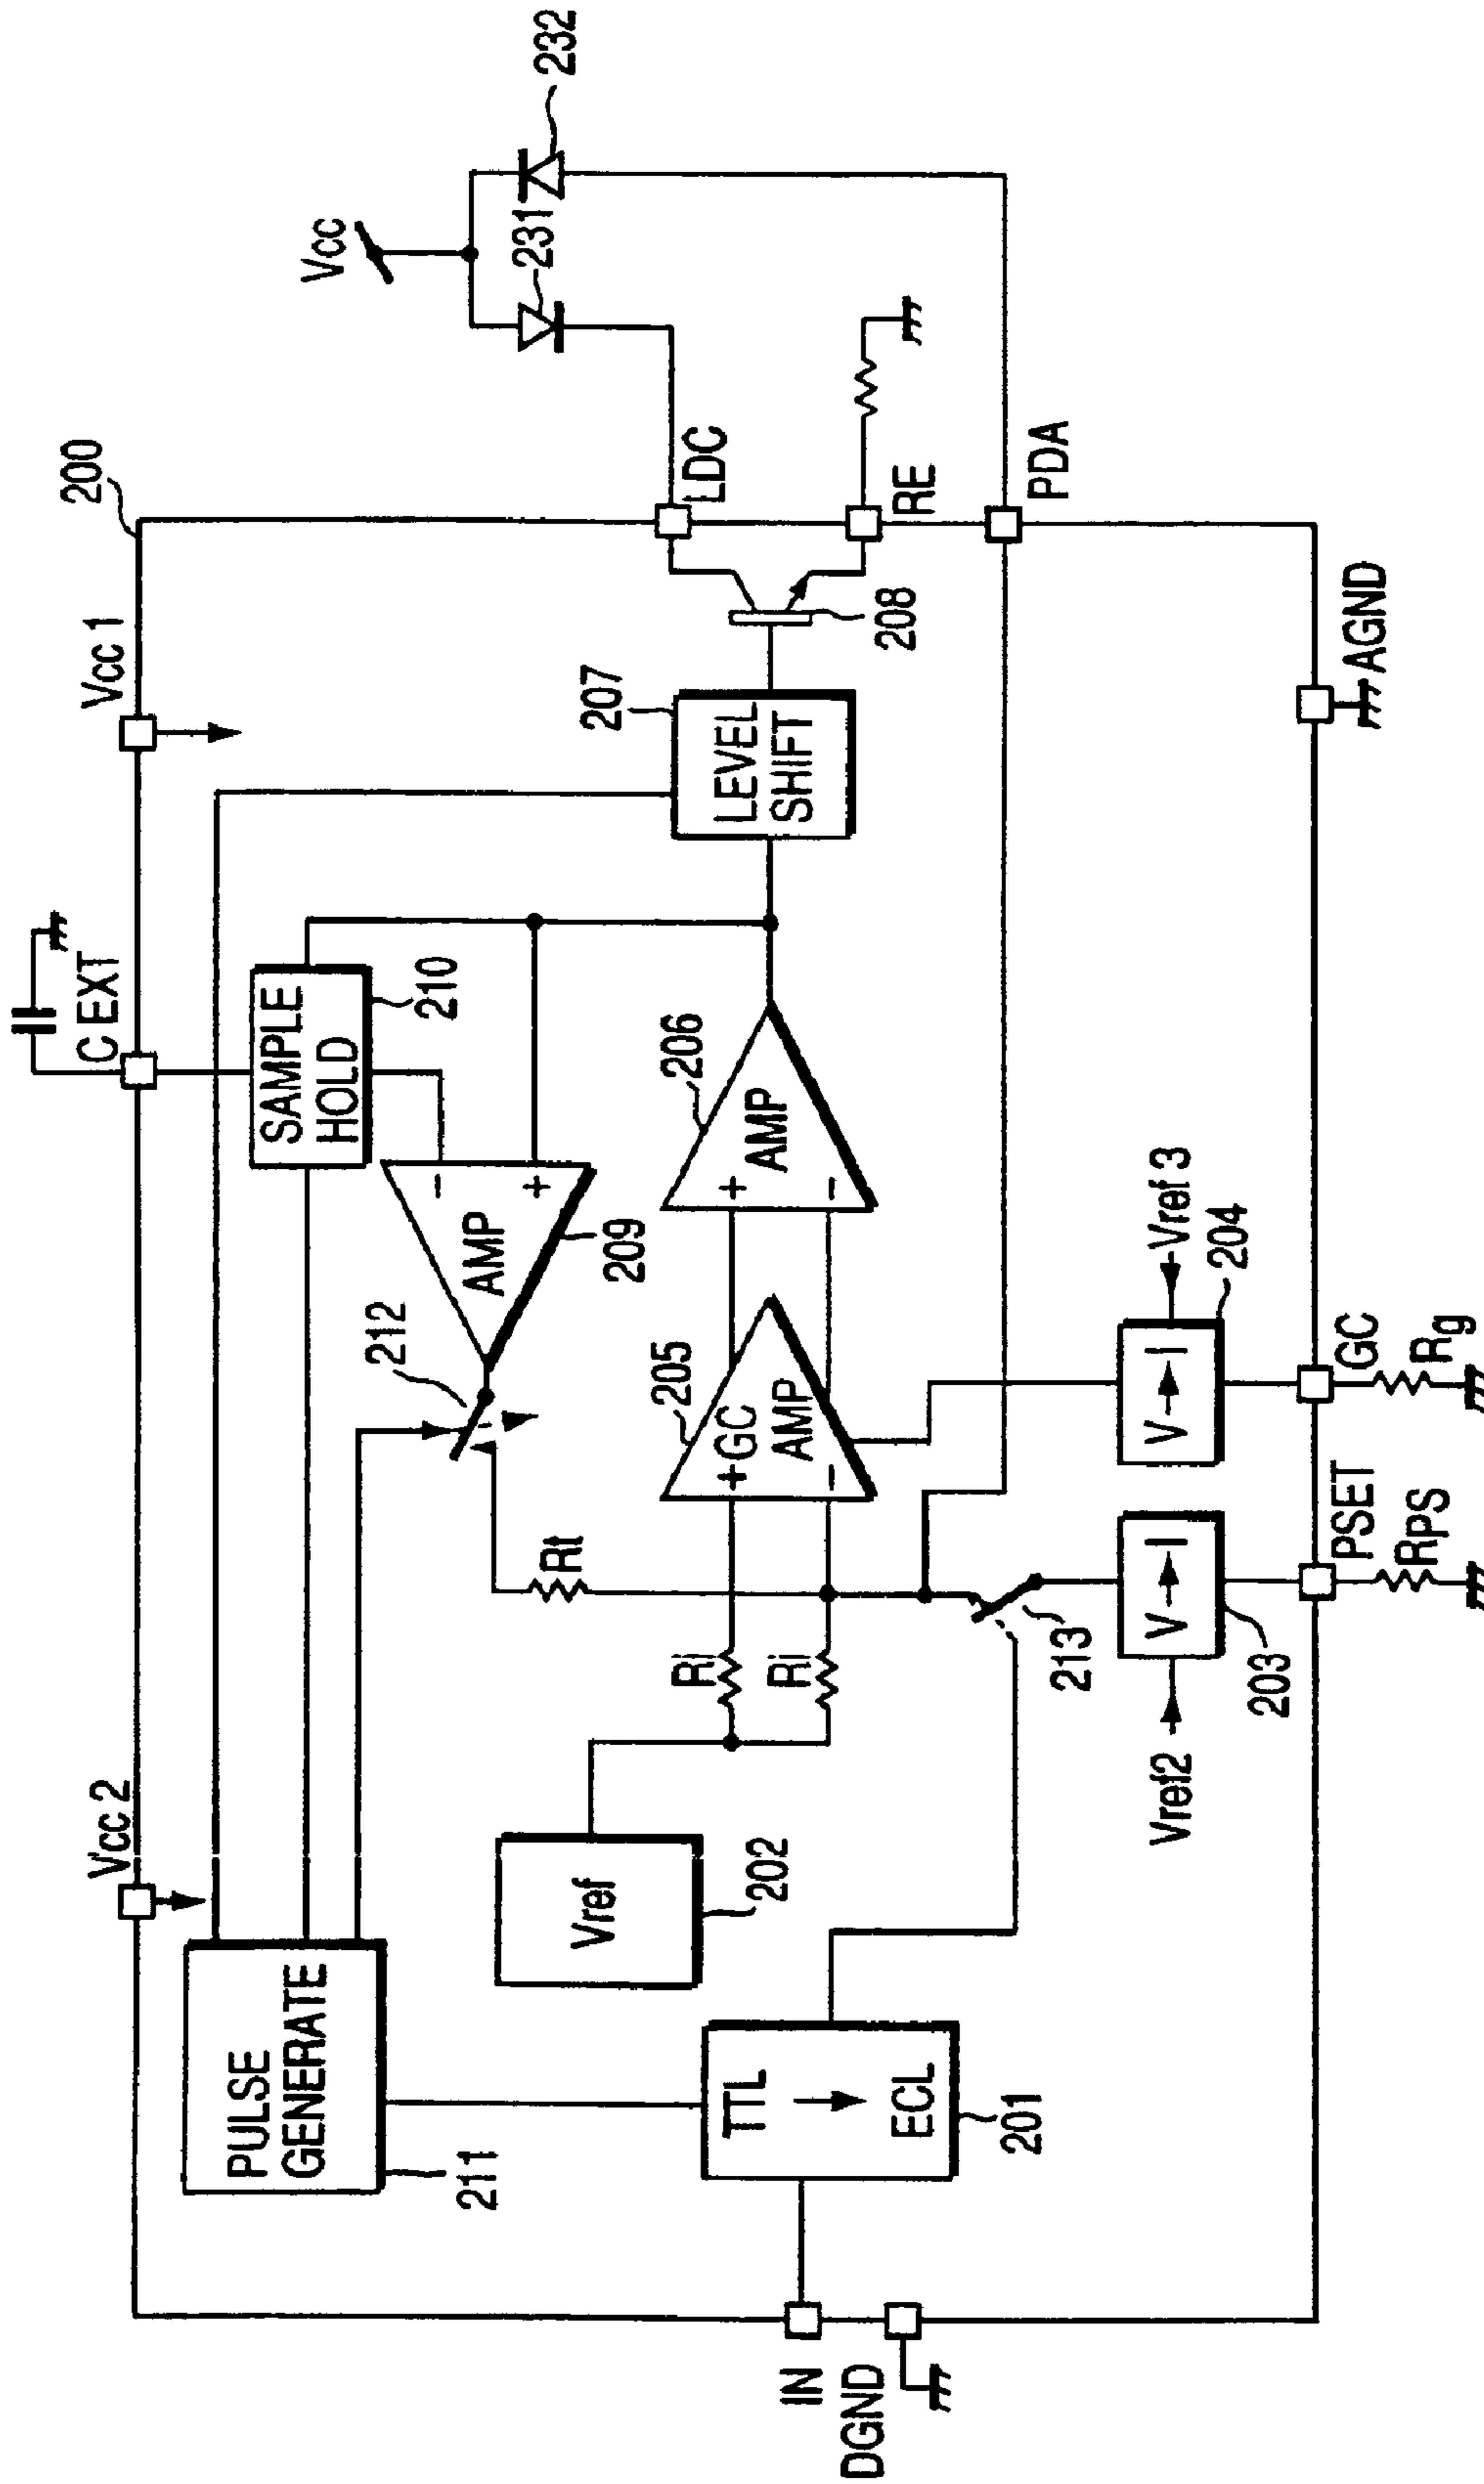 Vcc 2
C EXT
Vcc 1
200
PULSE
GENERATE
211
SAMPLE
HOLD
210
Vcc
231
232
212
AMP
-
+
209
Vref
202
Rt
207
LEVEL
SHIFT
208
LDC
RE
PDA
Ri
Ri
205
+
GC
AMP
-
206
+
AMP
-
TTL
ECL
201
213
IN
DGND
Vref2
V
I
203
Vref 3
V
I
204
PSET
RPS
GC
Rg
AGND